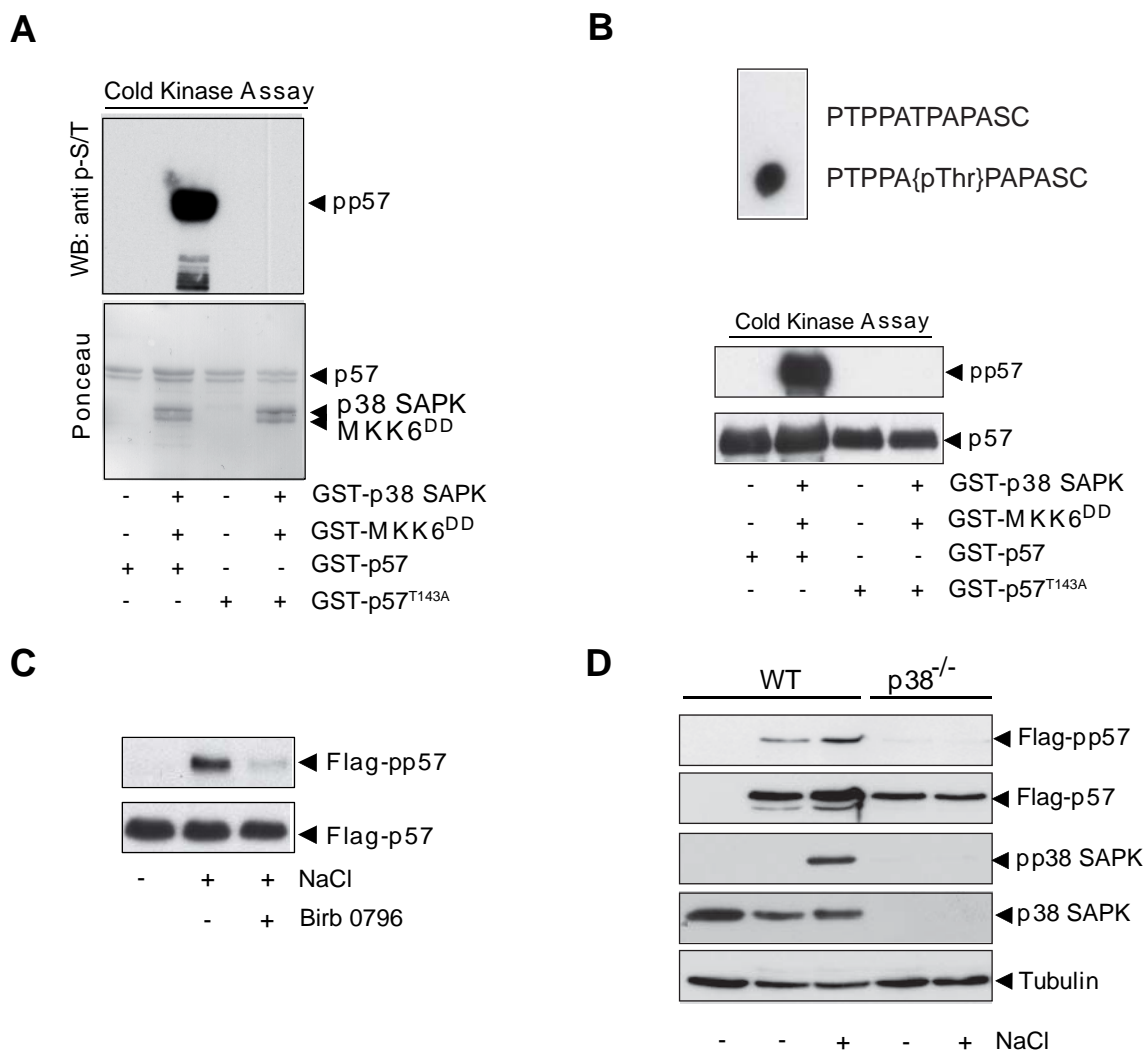 A
Cold Kinase Assay
WB: anti p-S/T
pp57
Ponceau
p57
p38 SAPK
MKK6DD
- + - + GST-p38 SAPK
- + - + GST-MKK6DD
+ + - - GST-p57
- - + + GST-p57T143A
B
PTPPATPAPASC
PTPPA{pThr}PAPASC
Cold Kinase Assay
pp57
p57
- + - + GST-p38 SAPK
- + - + GST-MKK6DD
+ + - - GST-p57
- - + + GST-p57T143A
C
Flag-pp57
Flag-p57
- + + NaCl
- + Birb 0796
D
WT p38-/-
Flag-pp57
Flag-p57
pp38 SAPK
p38 SAPK
Tubulin
- - + - + NaCl